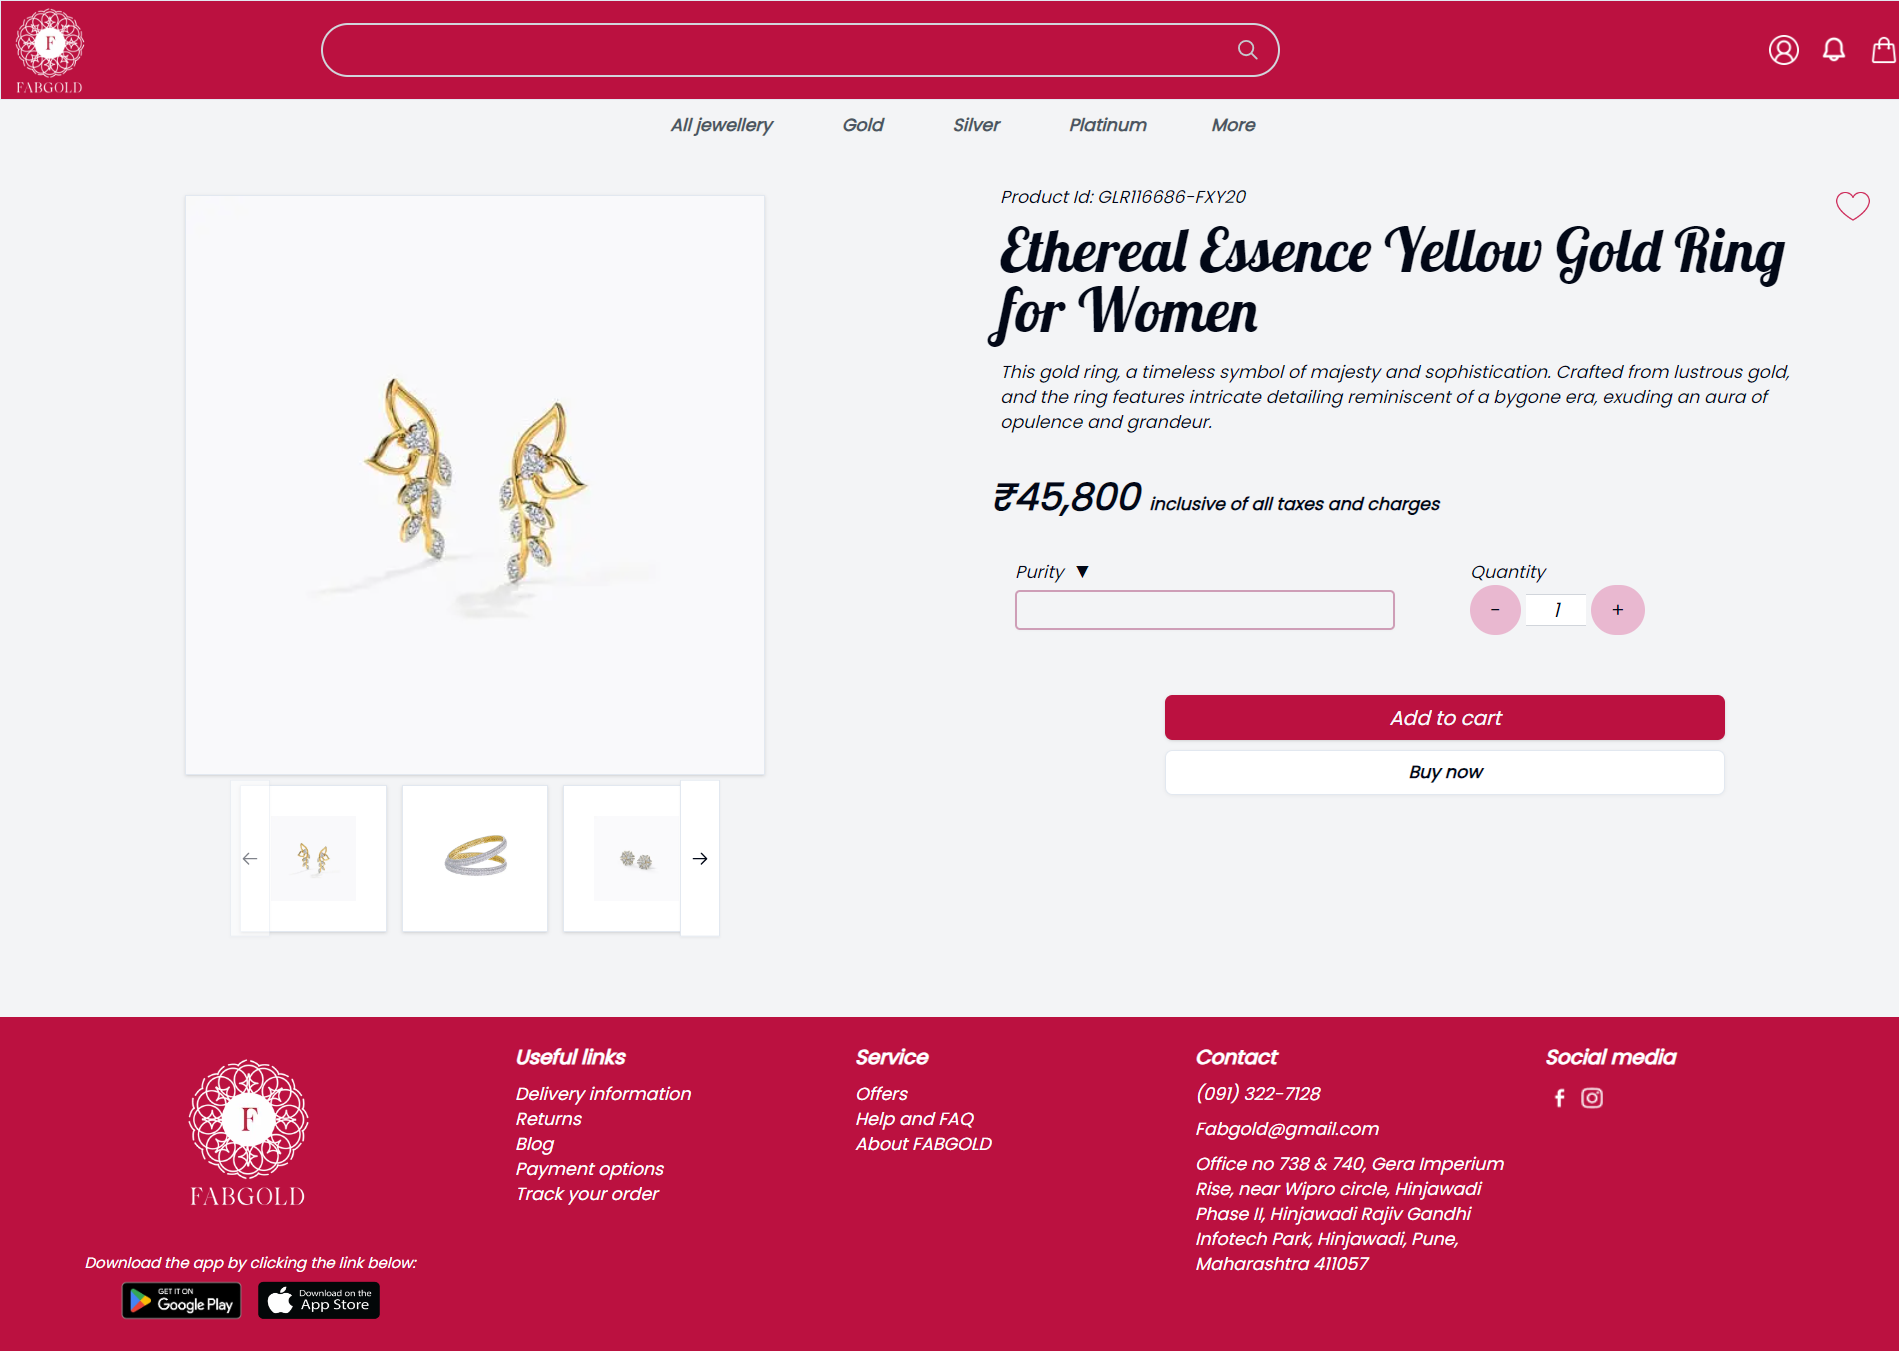 F
FABGOLD
All jewellery Gold Silver Platinum More
Product Id: GLR116686-FXY20
Ethereal Essence Yellow Gold Ring
for Women
This gold ring, a timeless symbol of majesty and sophistication. Crafted from lustrous gold,
and the ring features intricate detailing reminiscent of a bygone era, exuding an aura of
opulence and grandeur.
₹45,800 inclusive of all taxes and charges
Purity ▼
Quantity
- 1 +
Add to cart
Buy now
F
FABGOLD
Download the app by clicking the link below:
GET IT ON
Google Play
Download on the
App Store
Useful links
Delivery information
Returns
Blog
Payment options
Track your order
Service
Offers
Help and FAQ
About FABGOLD
Contact
(091) 322-7128
Fabgold@gmail.com
Office no 738 & 740, Gera Imperium
Rise, near Wipro circle, Hinjawadi
Phase II, Hinjawadi Rajiv Gandhi
Infotech Park, Hinjawadi, Pune,
Maharashtra 411057
Social media